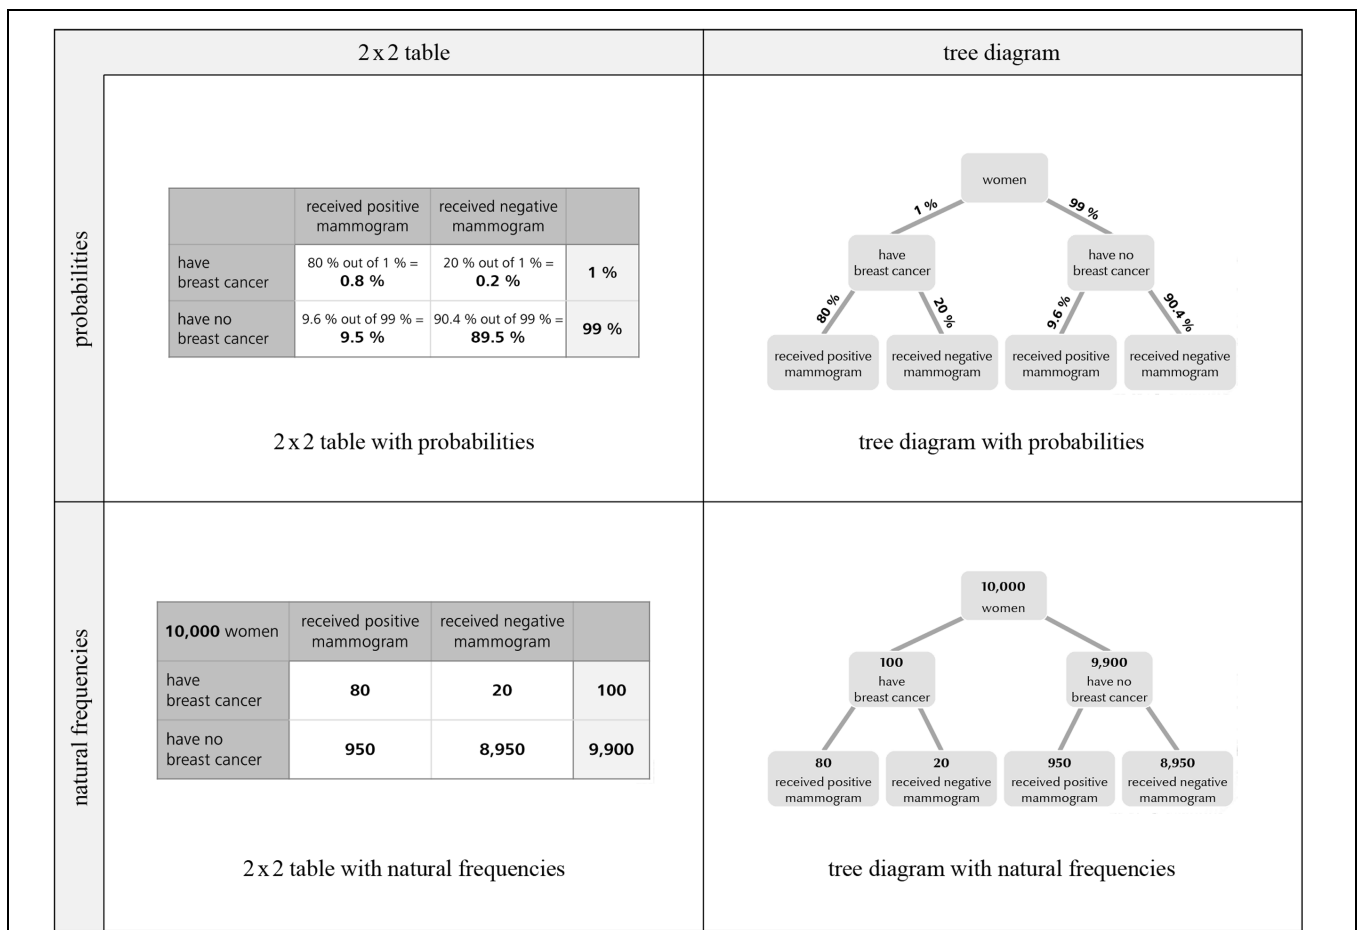 2 x 2 table
tree diagram
probabilities
received positive mammogram
received negative mammogram
have breast cancer
80 % out of 1 % =
0.8 %
20 % out of 1 % =
0.2 %
1 %
have no breast cancer
9.6 % out of 99 % =
9.5 %
90.4 % out of 99 % =
89.5 %
99 %
2 x 2 table with probabilities
women
1 %
99 %
have
breast cancer
have no
breast cancer
80 %
20 %
9.6 %
90.4 %
received positive
mammogram
received negative
mammogram
received positive
mammogram
received negative
mammogram
tree diagram with probabilities
natural frequencies
10,000 women
received positive
mammogram
received negative
mammogram
have
breast cancer
80
20
100
have no
breast cancer
950
8,950
9,900
2 x 2 table with natural frequencies
10,000
women
100
have
breast cancer
9,900
have no
breast cancer
80
received positive
mammogram
20
received negative
mammogram
950
received positive
mammogram
8,950
received negative
mammogram
tree diagram with natural frequencies